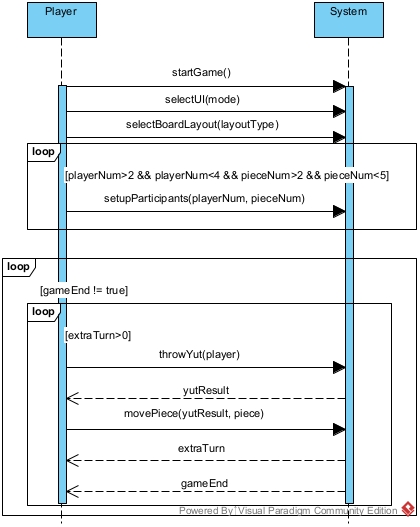 Player
System
startGame()
selectUI(mode)
selectBoardLayout(layoutType)
loop
[playerNum>2 && playerNum<4 && pieceNum>2 && pieceNum<5]
setupParticipants(playerNum, pieceNum)
loop
[gameEnd != true]
loop
[extraTurn>0]
throwYut(player)
yutResult
movePiece(yutResult, piece)
extraTurn
gameEnd
Powered By Visual Paradigm Community Edition